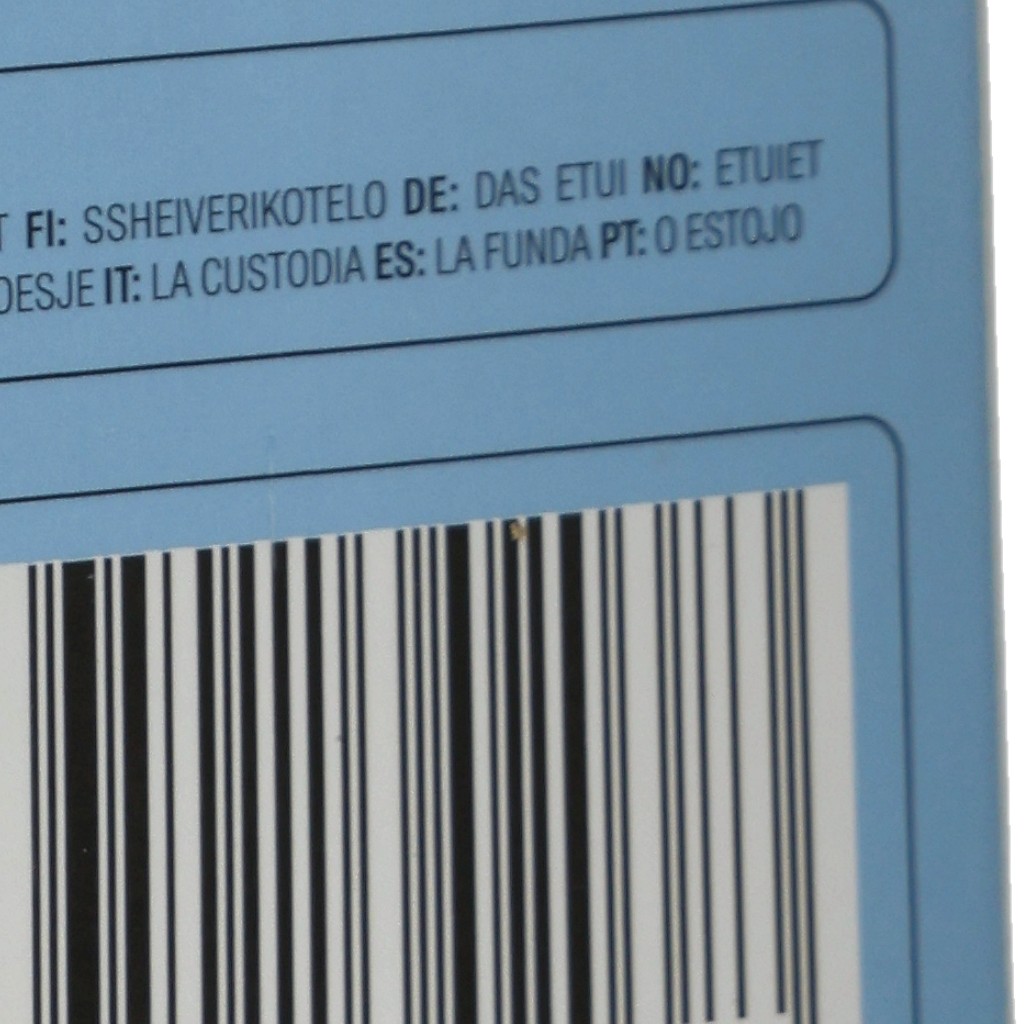 T FI: SSHEIVERIKOTELO DE: DAS ETUI NO: ETUIET
DESJE IT: LA CUSTODIA ES: LA FUNDA PT: O ESTOJO